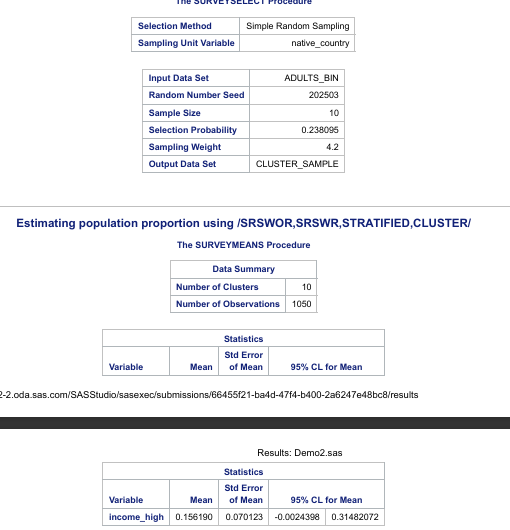 The SURVEYSELECT Procedure
Selection Method Simple Random Sampling
Sampling Unit Variable native_country
Input Data Set ADULTS_BIN
Random Number Seed 202503
Sample Size 10
Selection Probability 0.238095
Sampling Weight 4.2
Output Data Set CLUSTER_SAMPLE
Estimating population proportion using /SRSWOR,SRSWR,STRATIFIED,CLUSTER/
The SURVEYMEANS Procedure
Data Summary
Number of Clusters 10
Number of Observations 1050
Statistics
Std Error
Variable Mean of Mean 95% CL for Mean
2-2.oda.sas.com/SASStudio/sasexec/submissions/66455f21-ba4d-47f4-b400-2a6247e48bc8/results
Results: Demo2.sas
Statistics
Std Error
Variable Mean of Mean 95% CL for Mean
income_high 0.156190 0.070123 -0.0024398 0.31482072